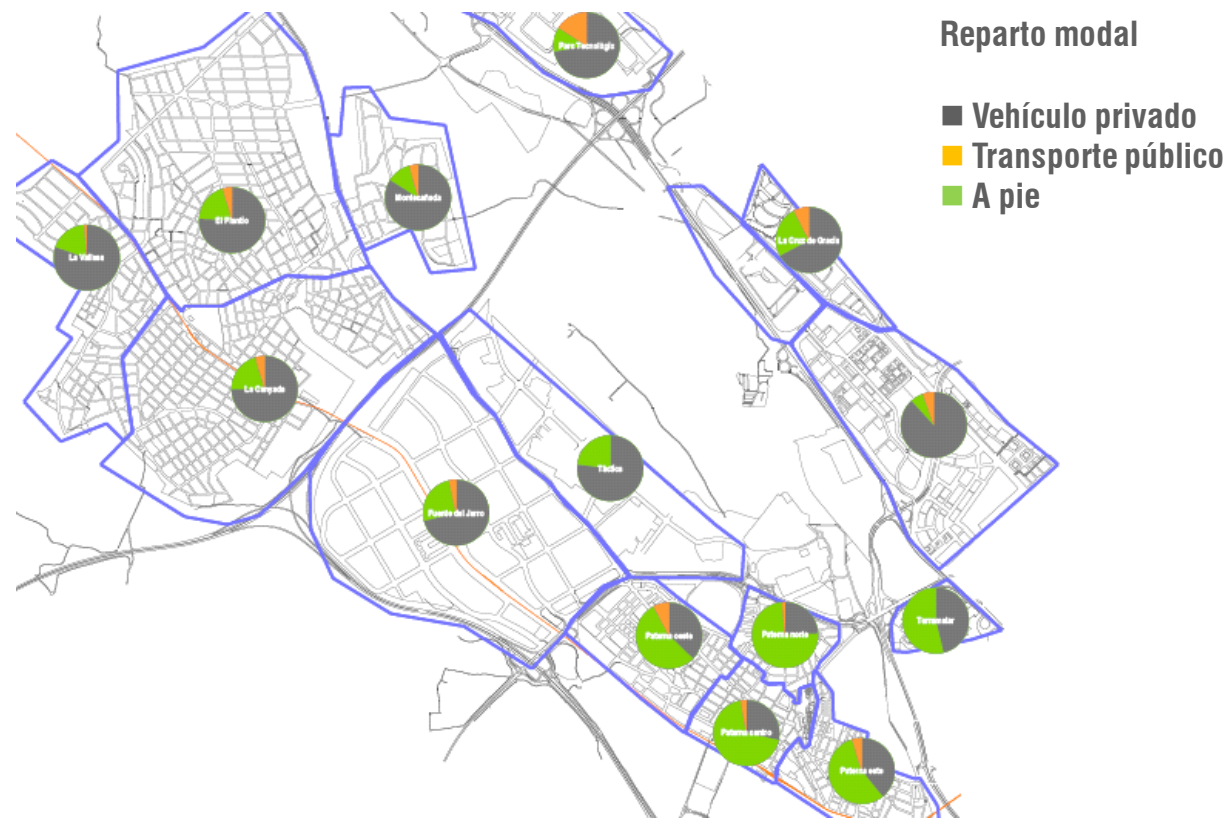 Reparto modal
Vehículo privado
Transporte público
A pie
Parc Tecnològic
Montecañada
El Plantío
La Vallesa
La Cruz de Gracia
La Canyada
Táctica
Fuente del Jarro
Terramelar
Paterna oeste
Paterna norte
Paterna centro
Paterna este